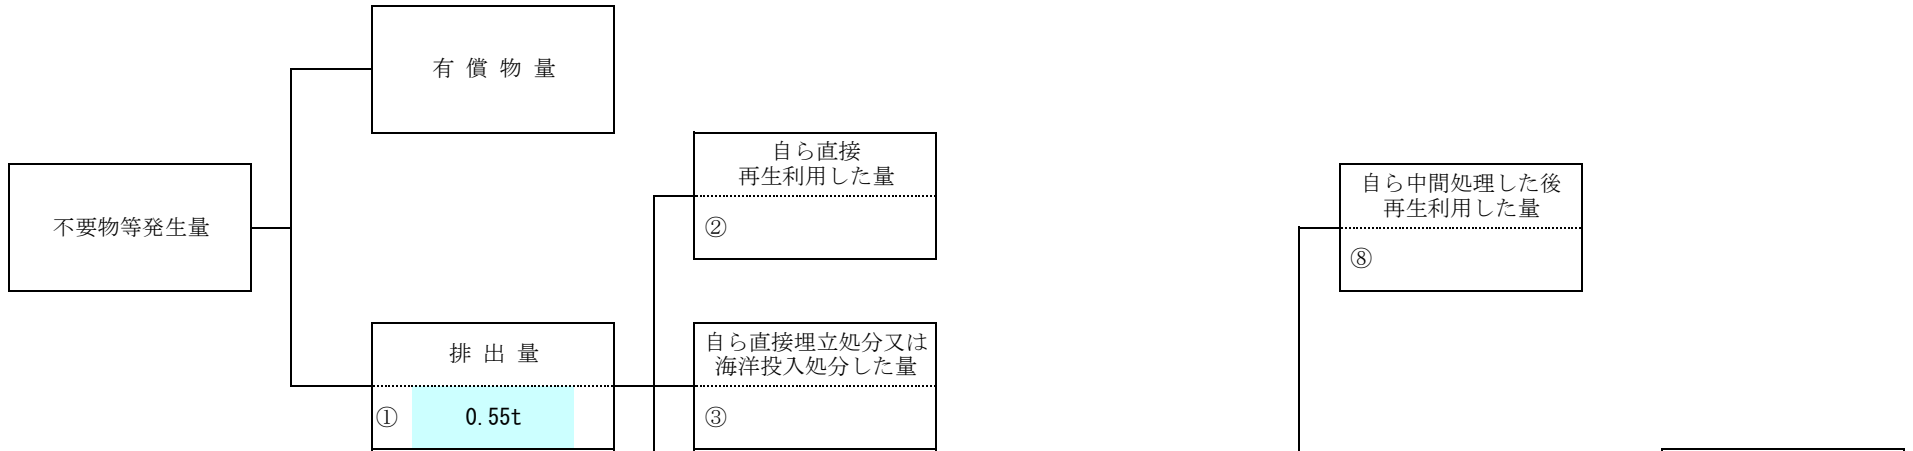 有 償 物 量
自ら直接
再生利用した量
②
自ら中間処理した後
再生利用した量
⑧
不要物等発生量
排 出 量
① 0.55t
自ら直接埋立処分又は
海洋投入処分した量
③